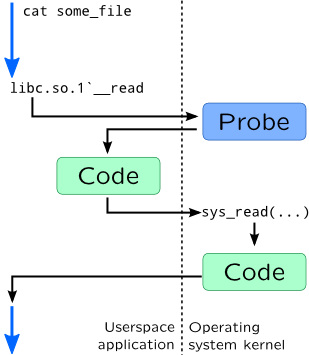 cat some_file
libc.so.1`__read
Probe
Code
sys_read(...)
Code
Userspace
application
Operating
system kernel